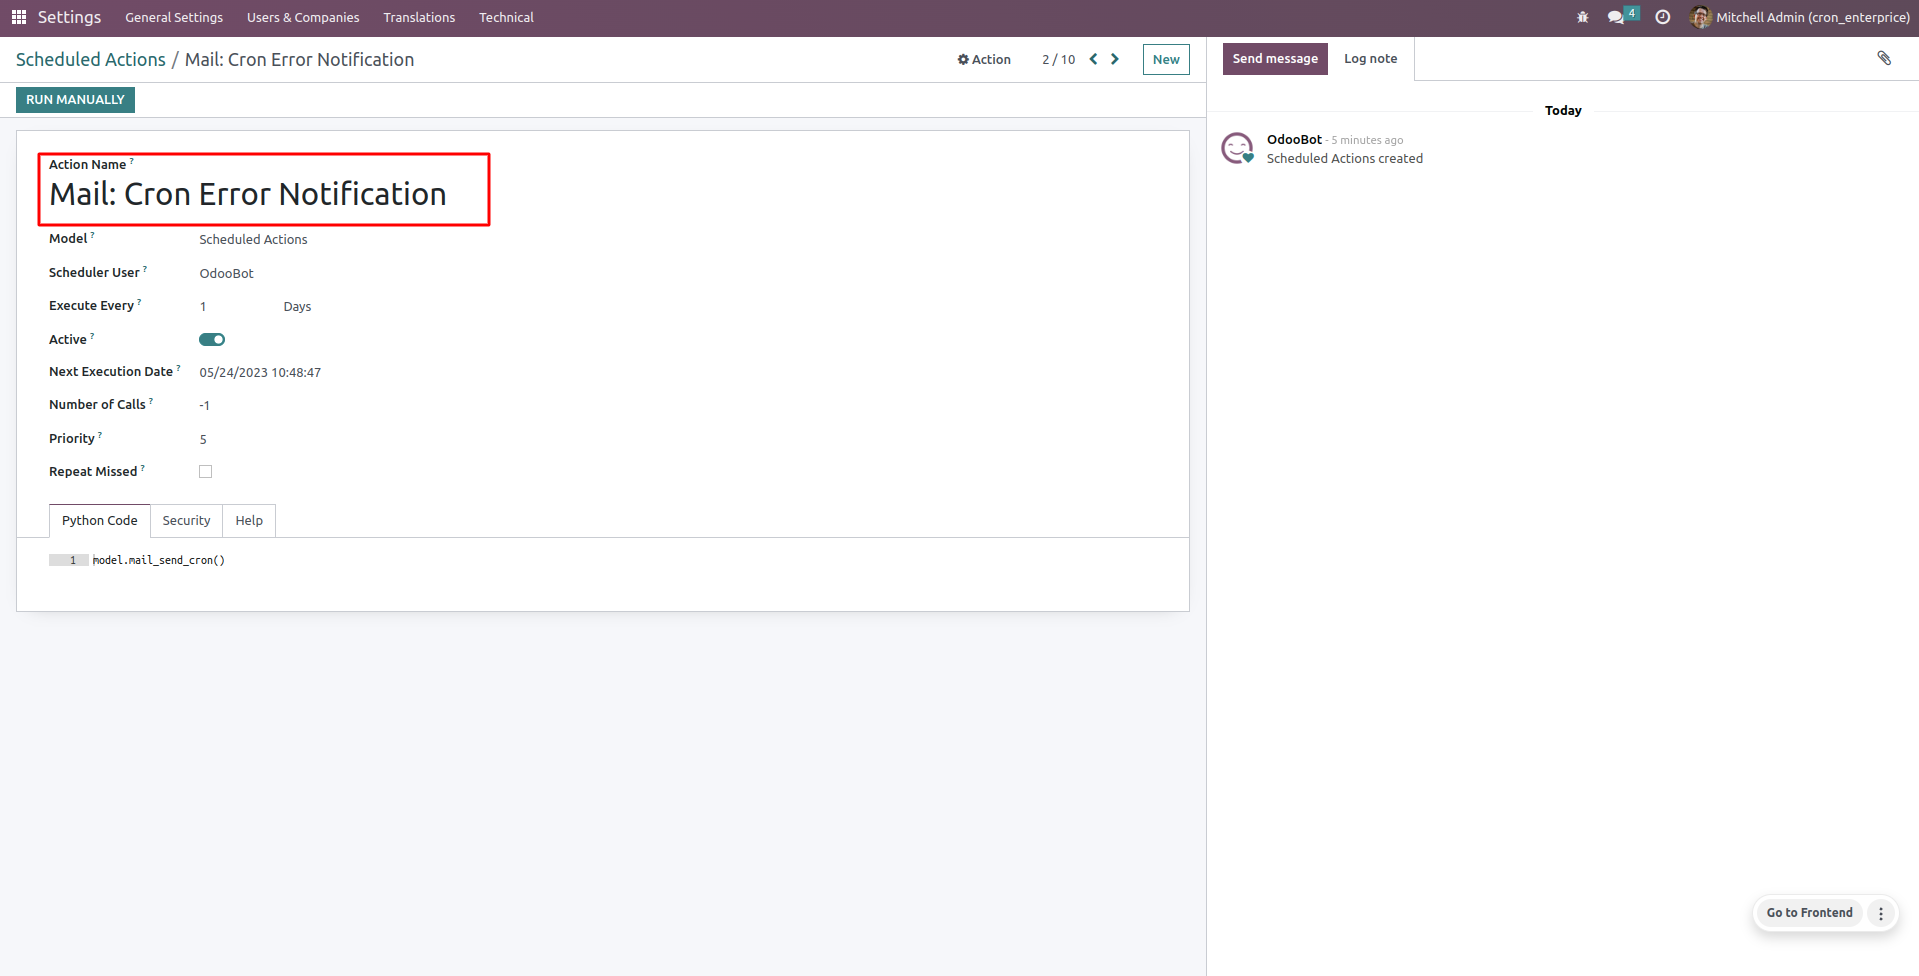 Settings General Settings Users & Companies Translations Technical 4 Mitchell Admin (cron_enterprice)
Scheduled Actions / Mail: Cron Error Notification Action 2 / 10 New
RUN MANUALLY
Action Name ?
Mail: Cron Error Notification
Model ? Scheduled Actions
Scheduler User ? OdooBot
Execute Every ? 1 Days
Active ?
Next Execution Date ? 05/24/2023 10:48:47
Number of Calls ? -1
Priority ? 5
Repeat Missed ?
Python Code Security Help
1 model.mail_send_cron()
Send message Log note
Today
OdooBot - 5 minutes ago
Scheduled Actions created
Go to Frontend